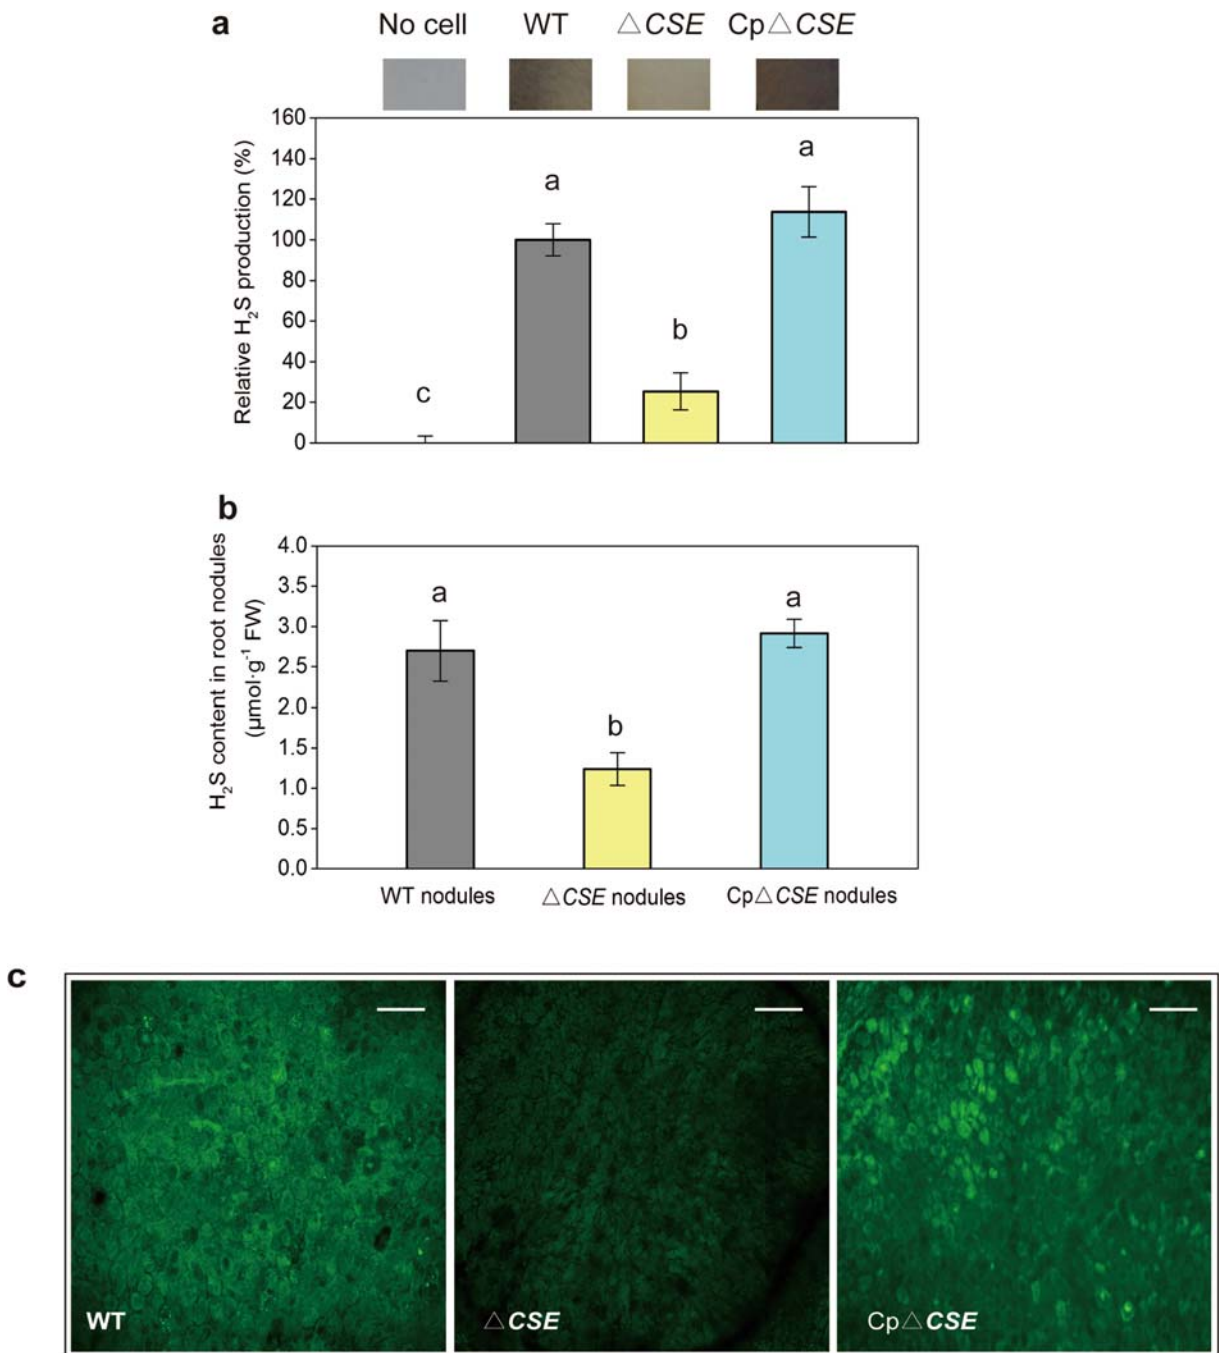 a
No cell WT △CSE Cp△CSE
160
140
120
100
80
60
40
20
0
Relative H₂S production (%)
c
a
b
a
b
4.0
3.5
3.0
2.5
2.0
1.5
1.0
0.5
0.0
H₂S content in root nodules
(μmol·g⁻¹ FW)
a
b
a
WT nodules △CSE nodules Cp△CSE nodules
c
WT △CSE Cp△CSE